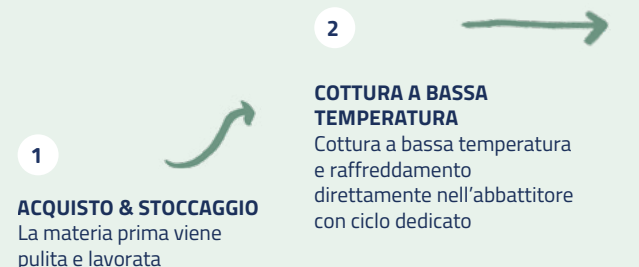 1
ACQUISTO & STOCCAGGIO
La materia prima viene
pulita e lavorata
2
COTTURA A BASSA
TEMPERATURA
Cottura a bassa temperatura
e raffreddamento
direttamente nell’abbattitore
con ciclo dedicato